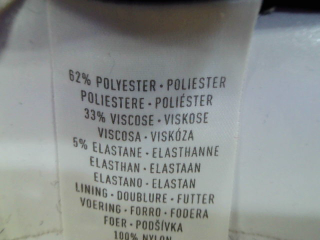 62% POLYESTER • POLIESTER
POLIESTERE • POLIÉSTER
33% VISCOSE • VISKOSE
VISCOSA • VISKÓZA
5% ELASTANE • ELASTHANNE
ELASTHAN • ELASTAAN
ELASTANO • ELASTAN
LINING • DOUBLURE • FUTTER
VOERING • FORRO • FODERA
FOER • PODŠÍVKA
100% NYLON